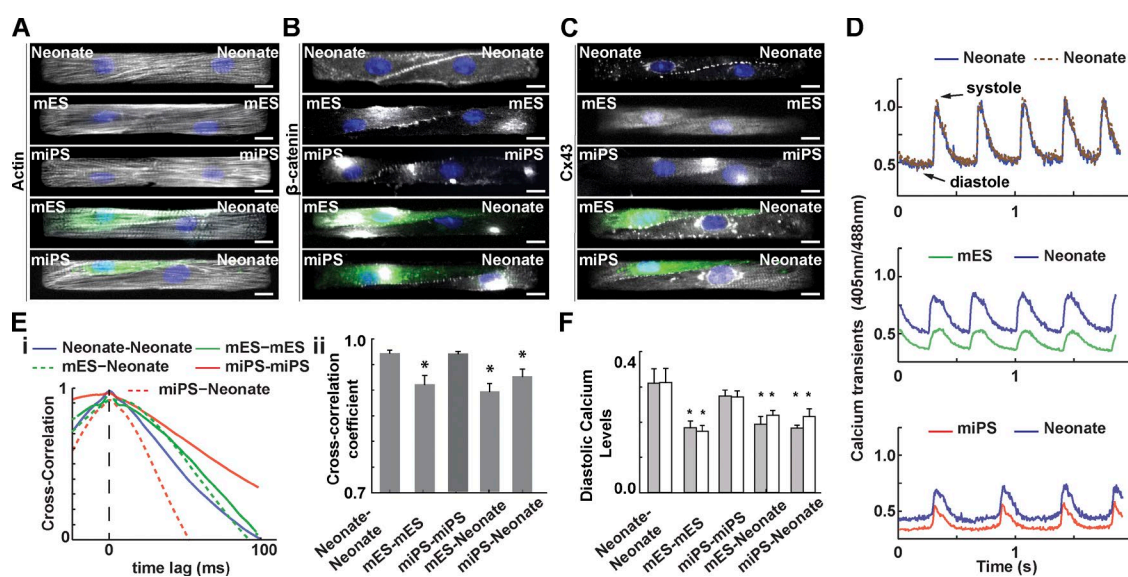 A
B
C
D
Neonate Neonate
mES mES
miPS miPS
mES Neonate
miPS Neonate
Actin
Neonate Neonate
mES mES
miPS miPS
mES Neonate
miPS Neonate
β-catenin
Neonate Neonate
mES mES
miPS miPS
mES Neonate
miPS Neonate
Cx43
Neonate Neonate
systole
1.0
0.5
diastole
0 1
mES Neonate
1.0
0.5
0 1
miPS Neonate
1.0
0.5
0 1
Time (s)
Calcium transients (405nm/488nm)
E
i
Neonate-Neonate mES–mES
mES–Neonate miPS-miPS
miPS–Neonate
1
0
Cross-Correlation
0 100
time lag (ms)
ii
1.0
0.7
Cross-correlation
coefficient
* * *
Neonate-
Neonate
mES-mES
miPS-miPS
mES-Neonate
miPS-Neonate
F
0.4
0.0
Diastolic Calcium
Levels
* * * * * *
Neonate-
Neonate
mES-mES
miPS-miPS
mES-Neonate
miPS-Neonate